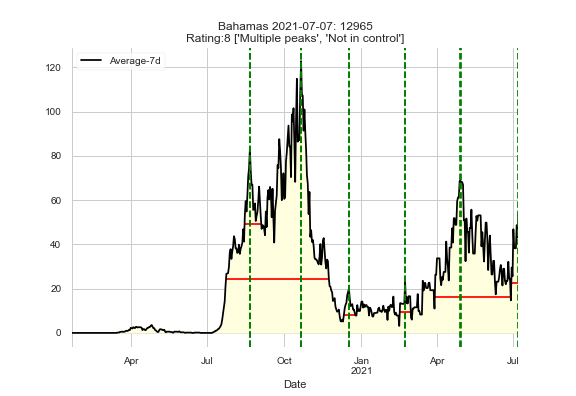 Bahamas 2021-07-07: 12965
Rating:8 ['Multiple peaks', 'Not in control']
Average-7d
120
100
80
60
40
20
0
Apr
Jul
Oct
Jan
2021
Apr
Jul
Date